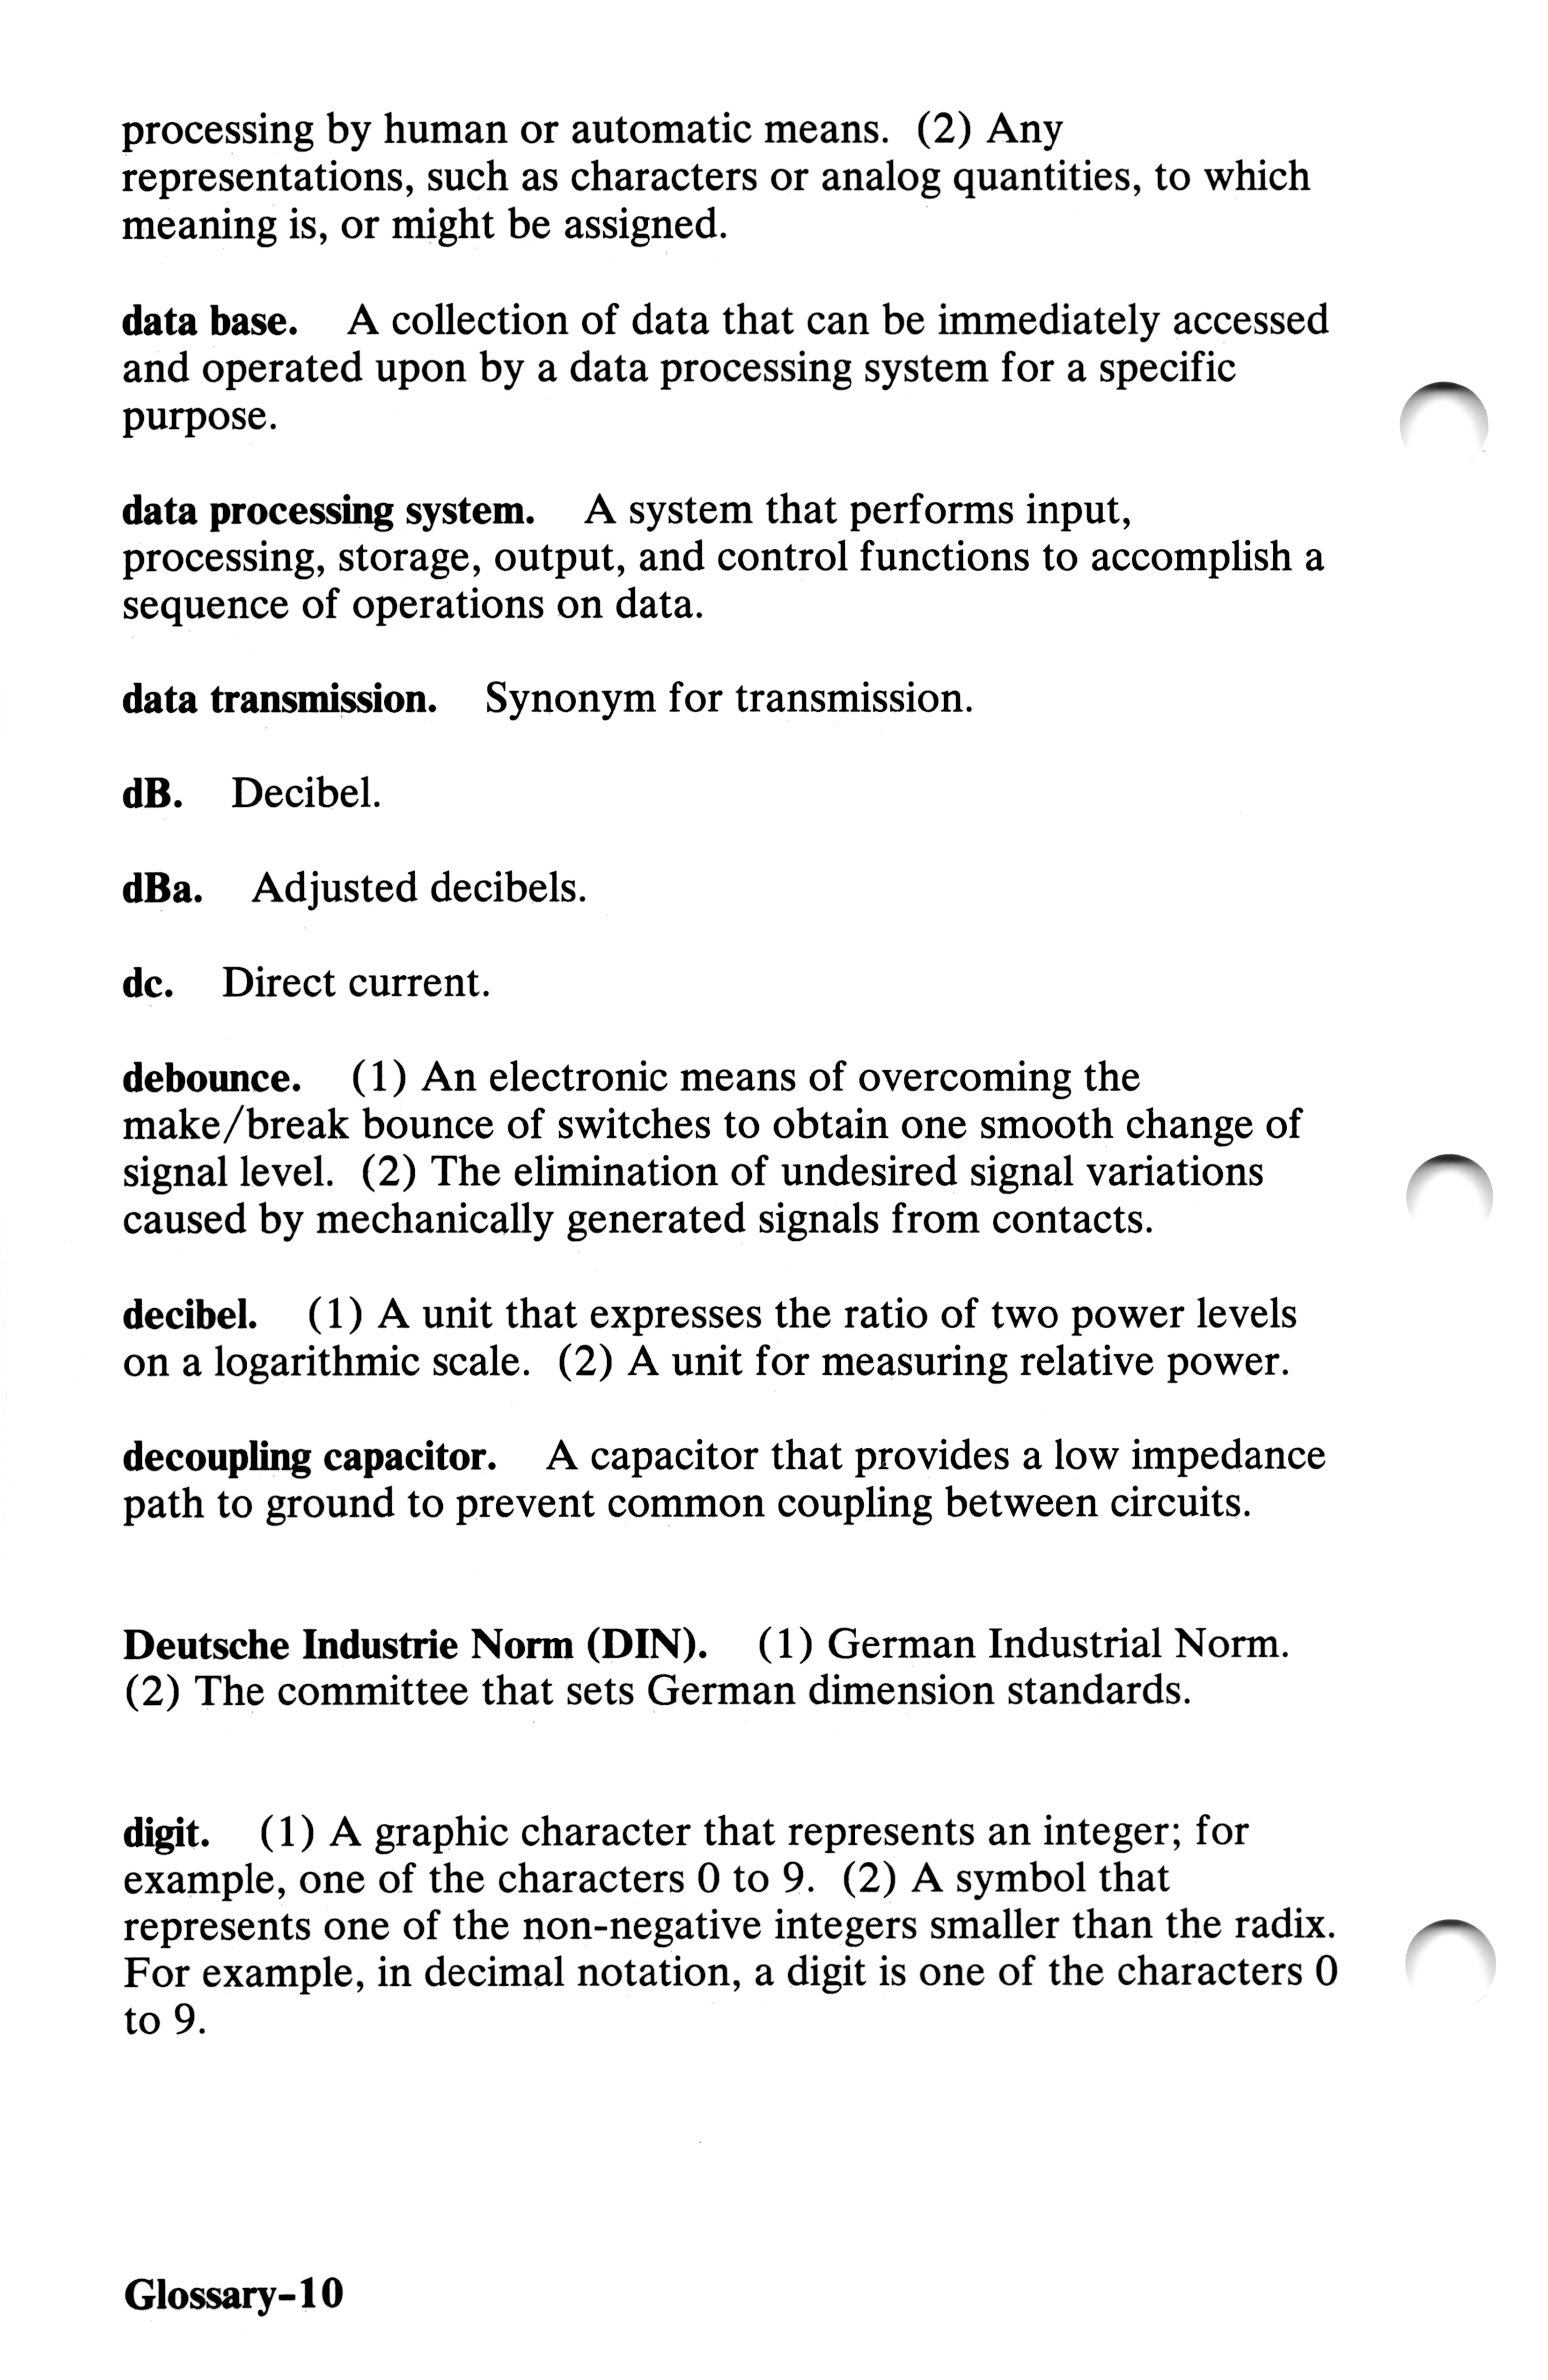 processing by human or automatic means. (2) Any
representations, such as characters or analog quantities, to which
meaning is, or might be assigned.
data base. A collection of data that can be immediately accessed
and operated upon by a data processing system for a specific
purpose.
data processing system. A system that performs input,
processing, storage, output, and control functions to accomplish a
sequence of operations on data.
data transmission. Synonym for transmission.
dB. Decibel.
dBa. Adjusted decibels.
dc. Direct current.
debounce. (1) An electronic means of overcoming the
make/break bounce of switches to obtain one smooth change of
signal level. (2) The elimination of undesired signal variations
caused by mechanically generated signals from contacts.
decibel. (1) A unit that expresses the ratio of two power levels
on a logarithmic scale. (2) A unit for measuring relative power.
decoupling capacitor. A capacitor that provides a low impedance
path to ground to prevent common coupling between circuits.
Deutsche Industrie Norm (DIN). (1) German Industrial Norm.
(2) The committee that sets German dimension standards.
digit. (1) A graphic character that represents an integer; for
example, one of the characters 0 to 9. (2) A symbol that
represents one of the non-negative integers smaller than the radix.
For example, in decimal notation, a digit is one of the characters 0
to 9.
Glossary-10